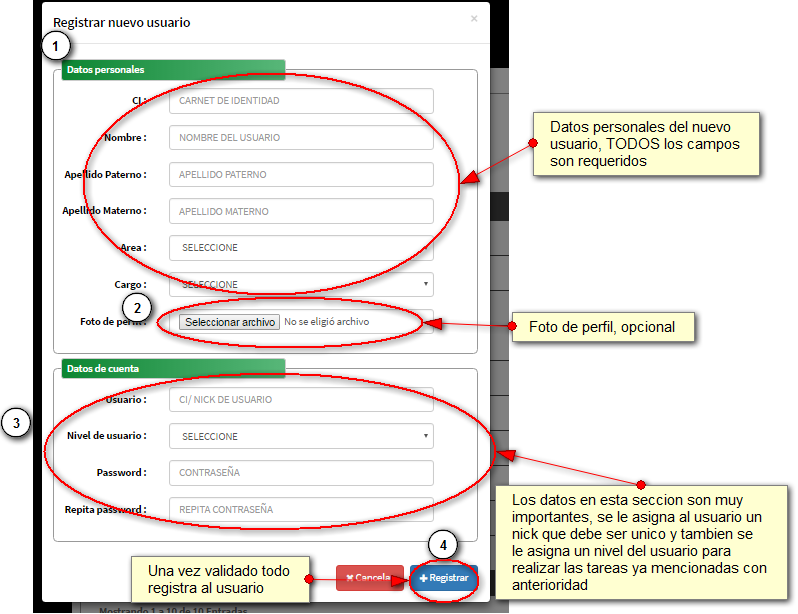 Registrar nuevo usuario
×
1
Datos personales
CI :
CARNET DE IDENTIDAD
Nombre :
NOMBRE DEL USUARIO
Apellido Paterno :
APELLIDO PATERNO
Apellido Materno :
APELLIDO MATERNO
Area :
SELECCIONE
Cargo :
SELECCIONE
2
Foto de perfil :
Seleccionar archivo
No se eligió archivo
Datos personales del nuevo
usuario, TODOS los campos
son requeridos
Foto de perfil, opcional
Datos de cuenta
3
Usuario :
CI/ NICK DE USUARIO
Nivel de usuario :
SELECCIONE
Password :
CONTRASEÑA
Repita password :
REPITA CONTRASEÑA
Los datos en esta seccion son muy
importantes, se le asigna al usuario un
nick que debe ser unico y tambien se
le asigna un nivel del usuario para
realizar las tareas ya mencionadas con
anterioridad
4
Una vez validado todo
registra al usuario
Cancela
Registrar
Mostrando 1 a 10 de 10 Entradas